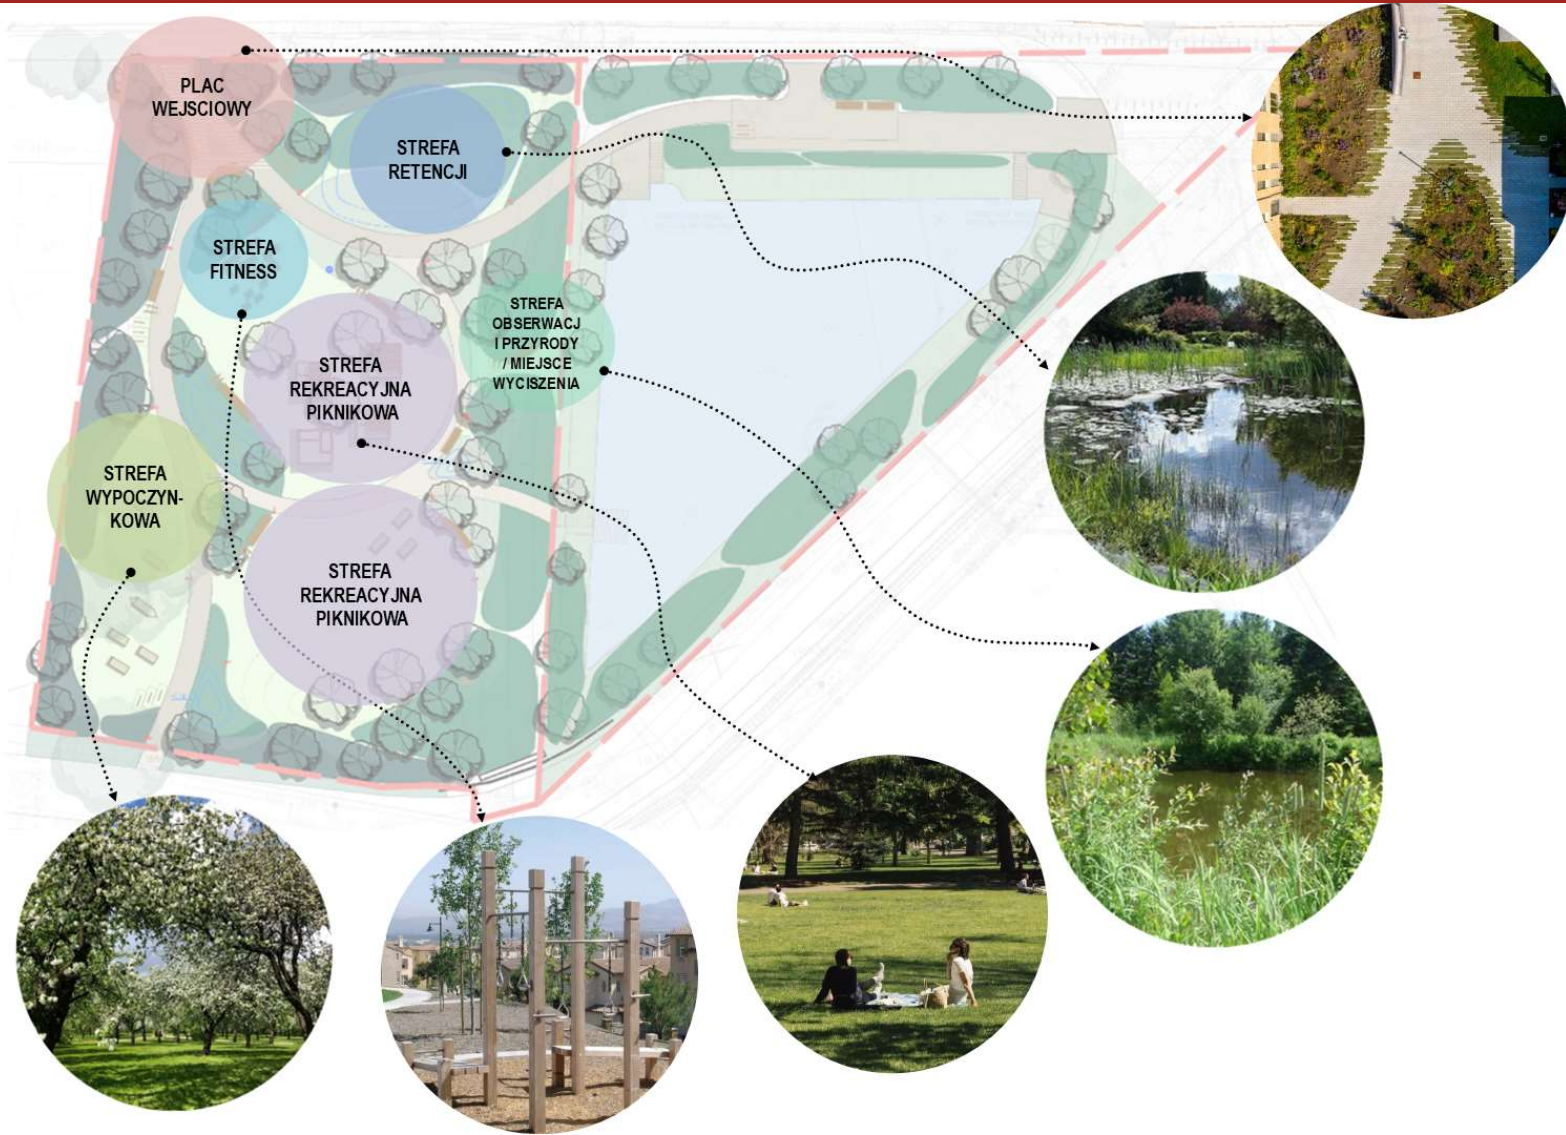 PLAC
WEJSCIOWY
STREFA
RETENCJI
STREFA
FITNESS
STREFA
OBSERWACJ
I PRZYRODY
/ MIEJSCE
WYCISZENIA
STREFA
REKREACYJNA
PIKNIKOWA
STREFA
WYPOCZYN-
KOWA
STREFA
REKREACYJNA
PIKNIKOWA